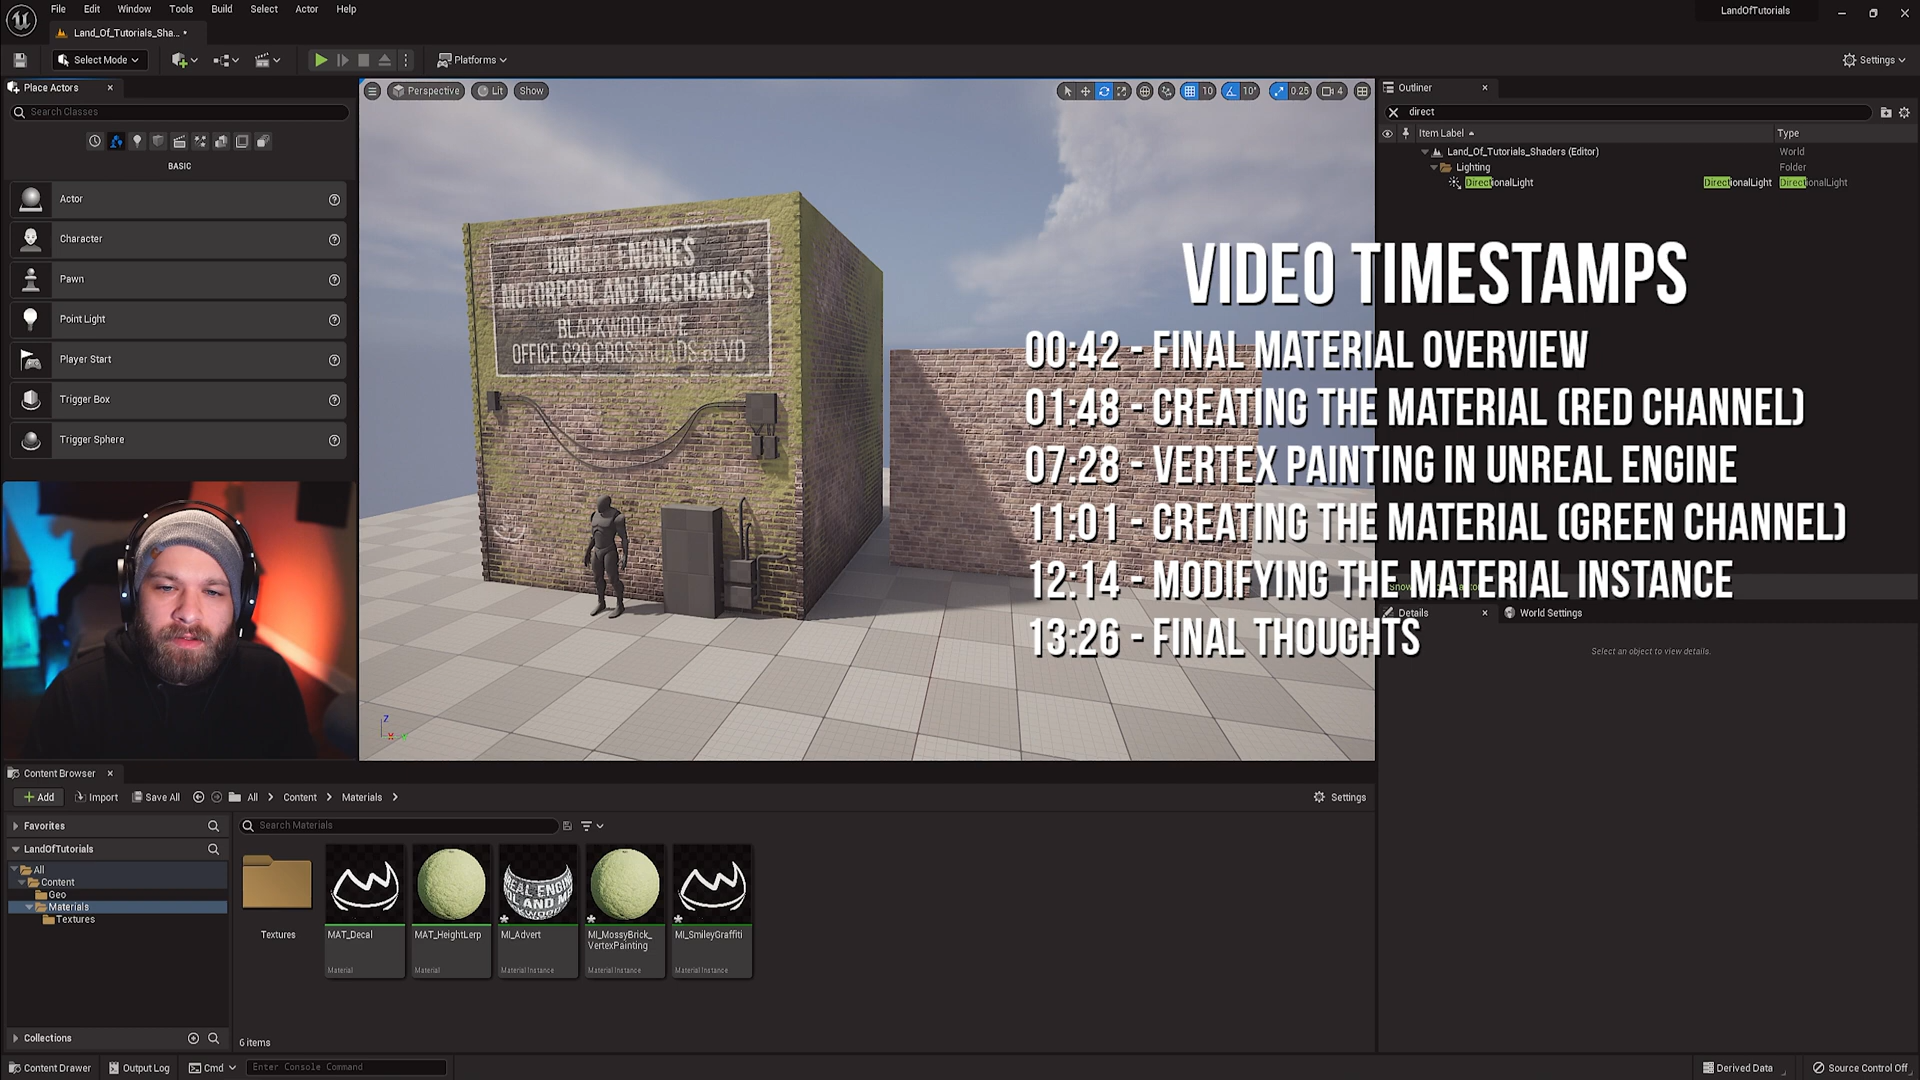 File Edit Window Tools Build Select Actor Help
LandOfTutorials
Land_Of_Tutorials_Sha... •
Select Mode
Platforms
Settings
Place Actors
Search Classes
BASIC
Actor
Character
Pawn
Point Light
Player Start
Trigger Box
Trigger Sphere
Perspective Lit Show
10 10° 0.25 4
UNREAL ENGINES
MOTORPOOL AND MECHANICS
BLACKWOOD AVE
OFFICE 620 CROSSROADS BLVD
Outliner
direct
Item Label Type
Land_Of_Tutorials_Shaders (Editor) World
Lighting Folder
DirectionalLight DirectionalLight DirectionalLight
VIDEO TIMESTAMPS
00:42 - FINAL MATERIAL OVERVIEW
01:48 - CREATING THE MATERIAL (RED CHANNEL)
07:28 - VERTEX PAINTING IN UNREAL ENGINE
11:01 - CREATING THE MATERIAL (GREEN CHANNEL)
12:14 - MODIFYING THE MATERIAL INSTANCE
13:26 - FINAL THOUGHTS
Details World Settings
Select an object to view details.
Z
Content Browser
Add Import Save All All Content Materials Settings
Favorites
LandOfTutorials
All
Content
Geo
Materials
Textures
Collections
Search Materials
Textures
MAT_Decal
Material
MAT_HeightLerp
Material
MI_Advert
Material Instance
MI_MossyBrick_
VertexPainting
Material Instance
MI_SmileyGraffiti
Material Instance
6 items
Content Drawer Output Log Cmd Enter Console Command Derived Data Source Control Off